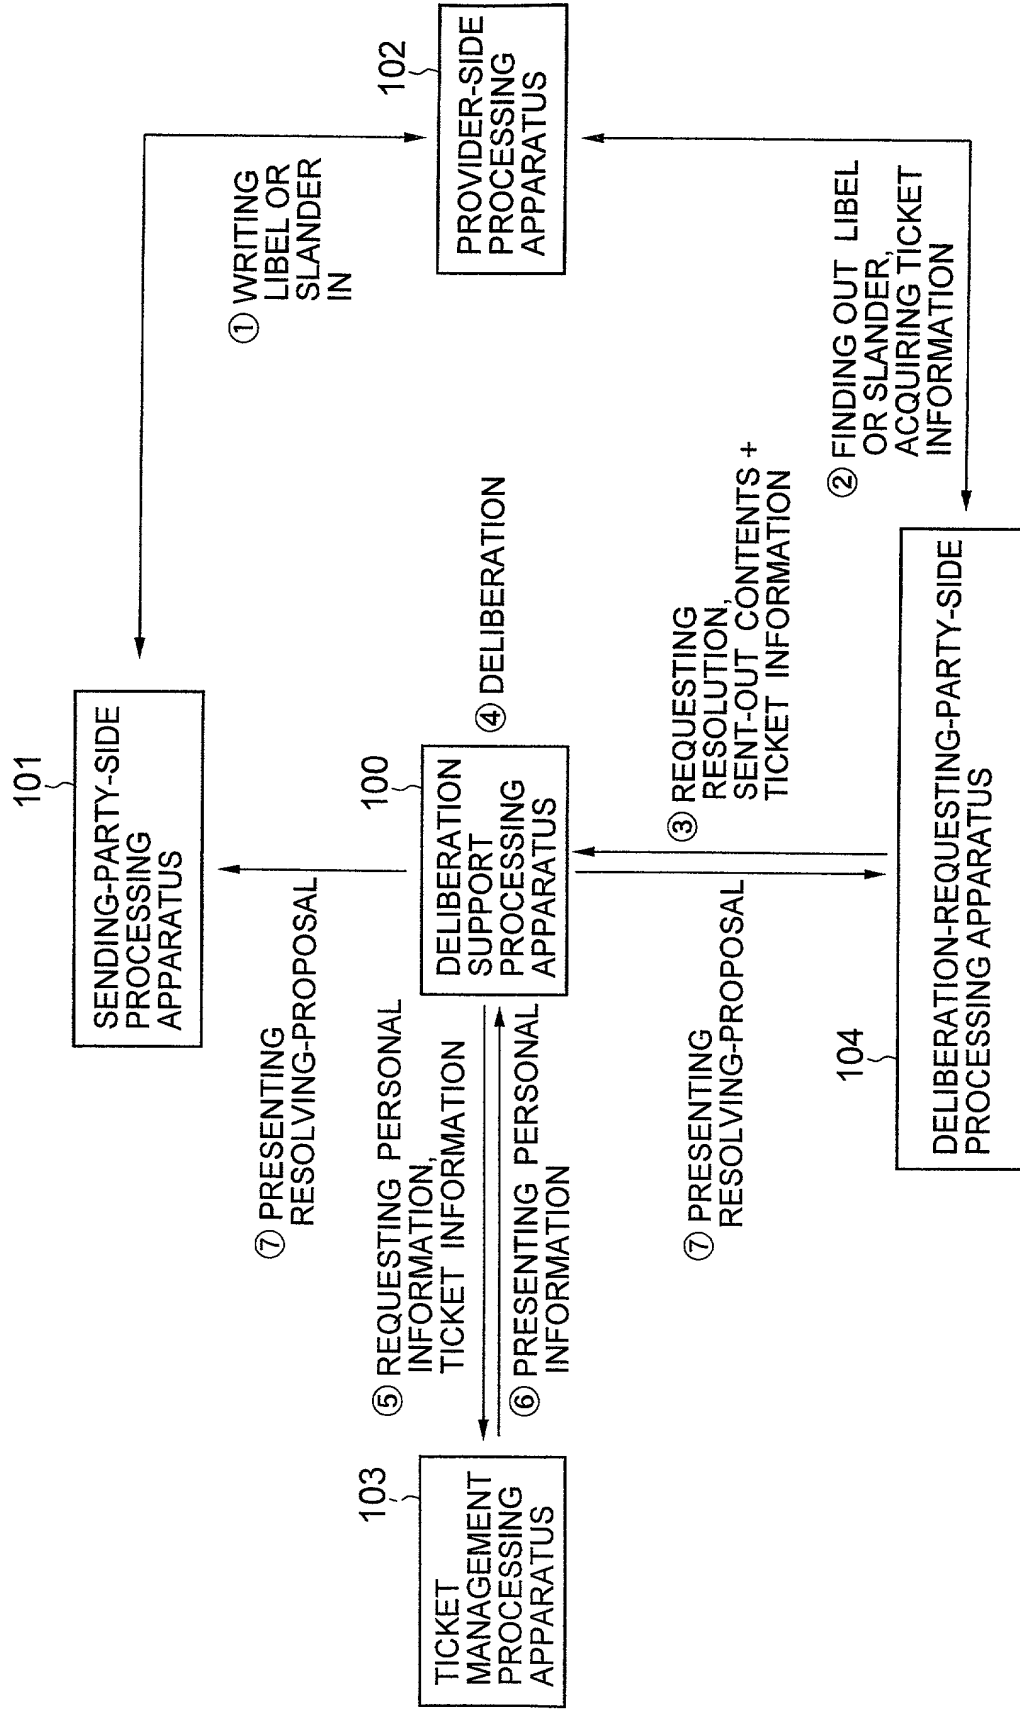 101
SENDING-PARTY-SIDE
PROCESSING
APPARATUS
① WRITING
LIBEL OR
SLANDER
IN
102
PROVIDER-SIDE
PROCESSING
APPARATUS
⑦ PRESENTING
RESOLVING-PROPOSAL
100
DELIBERATION
SUPPORT
PROCESSING
APPARATUS
④ DELIBERATION
103
TICKET
MANAGEMENT
PROCESSING
APPARATUS
⑤ REQUESTING PERSONAL
INFORMATION,
TICKET INFORMATION
⑥ PRESENTING PERSONAL
INFORMATION
③ REQUESTING
RESOLUTION,
SENT-OUT CONTENTS +
TICKET INFORMATION
⑦ PRESENTING
RESOLVING-PROPOSAL
② FINDING OUT LIBEL
OR SLANDER,
ACQUIRING TICKET
INFORMATION
104
DELIBERATION-REQUESTING-PARTY-SIDE
PROCESSING APPARATUS